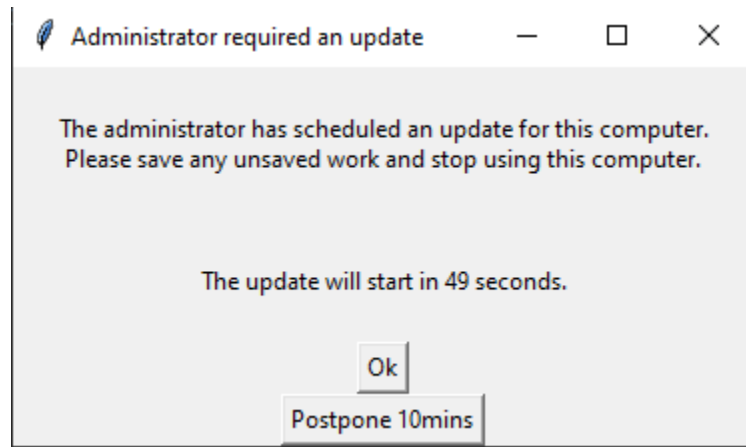 Administrator required an update
The administrator has scheduled an update for this computer.
Please save any unsaved work and stop using this computer.
The update will start in 49 seconds.
Ok
Postpone 10mins